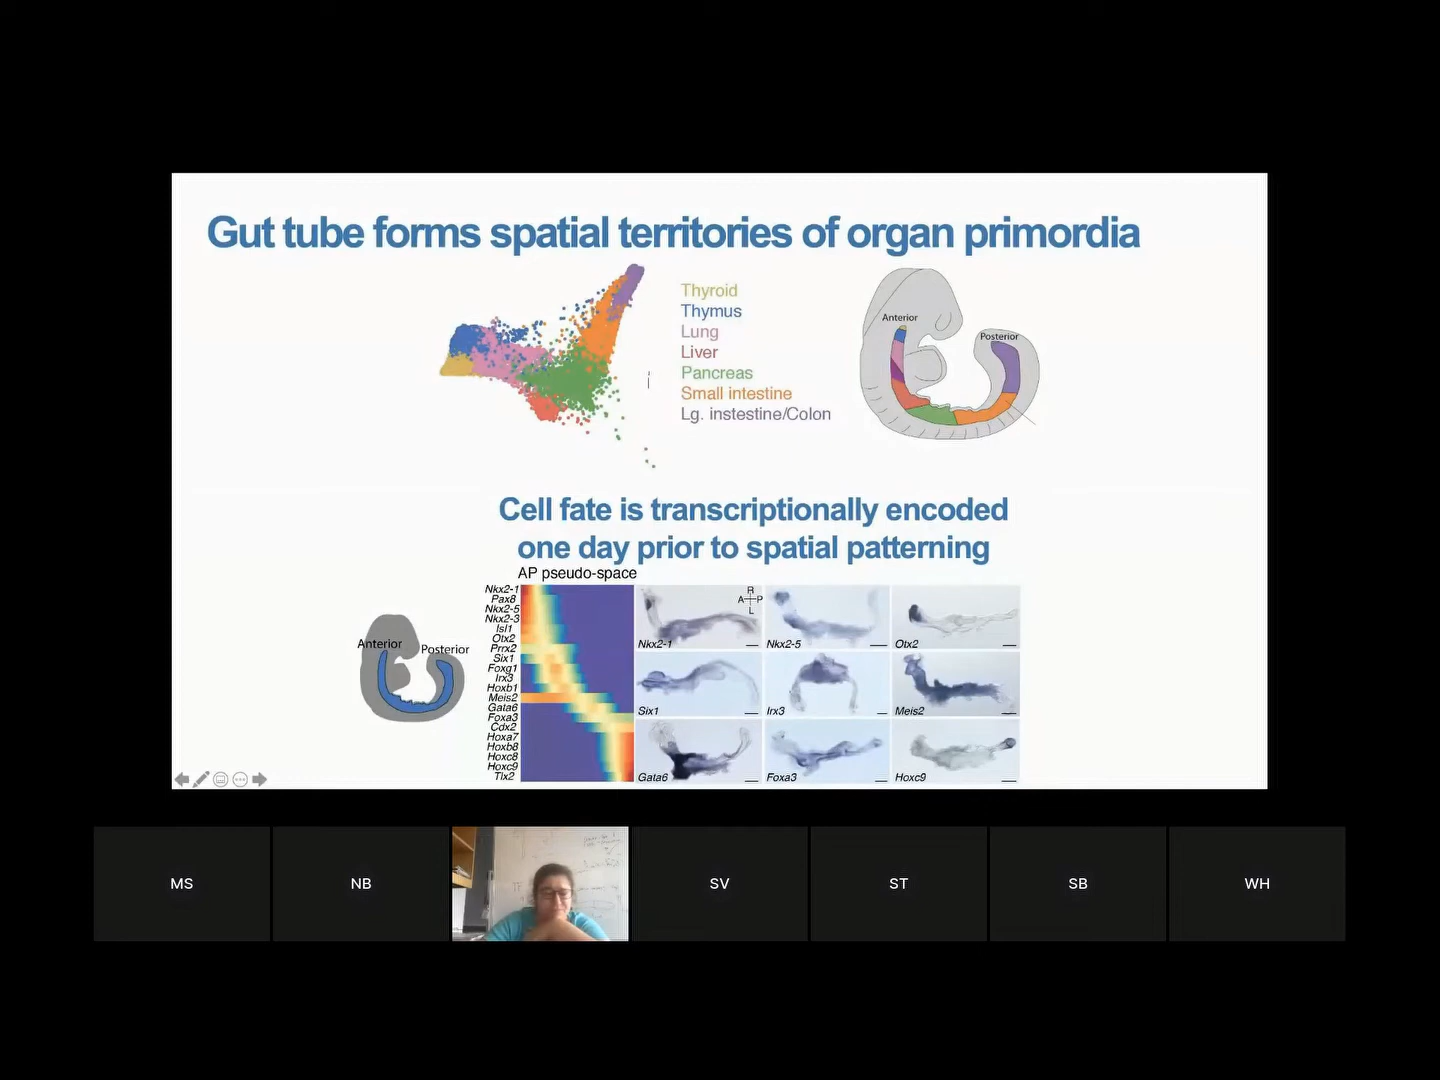 Gut tube forms spatial territories of organ primordia
Thyroid
Thymus
Lung
Liver
Pancreas
Small intestine
Lg. instestine/Colon
Anterior
Posterior
Cell fate is transcriptionally encoded
one day prior to spatial patterning
AP pseudo-space
Anterior
Posterior
Nkx2-1
Pax8
Nkx2-5
Nkx2-3
Isl1
Otx2
Prrx2
Six1
Foxg1
Irx3
Hoxb1
Meis2
Gata6
Foxa3
Cdx2
Hoxa7
Hoxb8
Hoxc8
Hoxc9
Tlx2
R
A P
L
Nkx2-1
Nkx2-5
Otx2
Six1
Irx3
Meis2
Gata6
Foxa3
Hoxc9
MS
NB
SV
ST
SB
WH